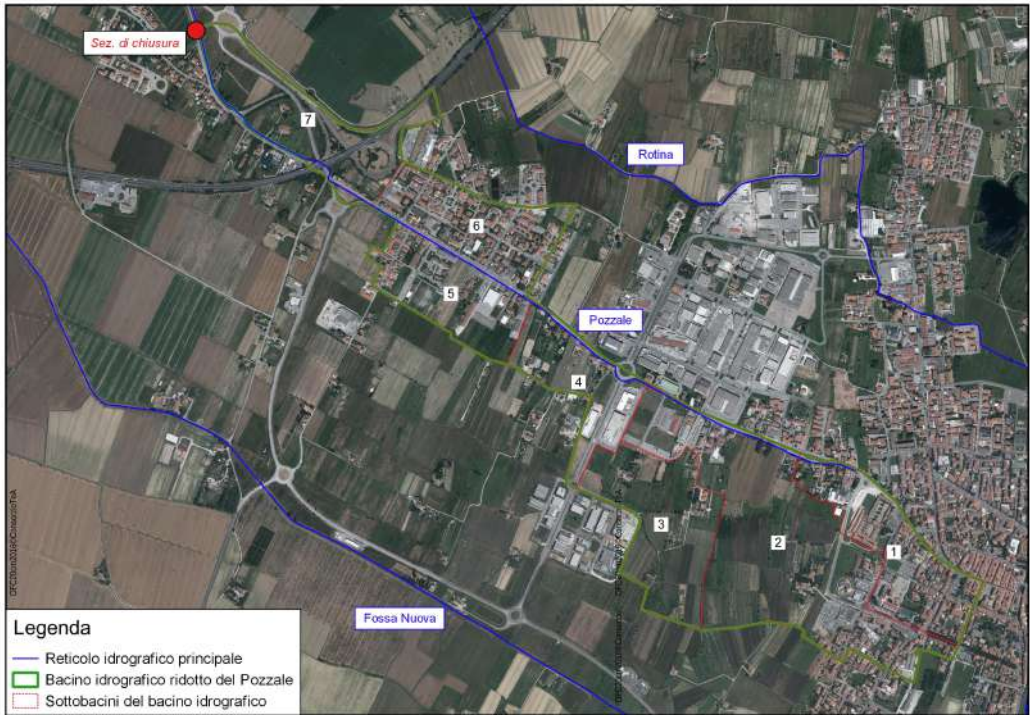 Sez. di chiusura
7
Rotina
6
5
Pozzale
4
3
2
1
Fossa Nuova
Legenda
Reticolo idrografico principale
Bacino idrografico ridotto del Pozzale
Sottobacini del bacino idrografico